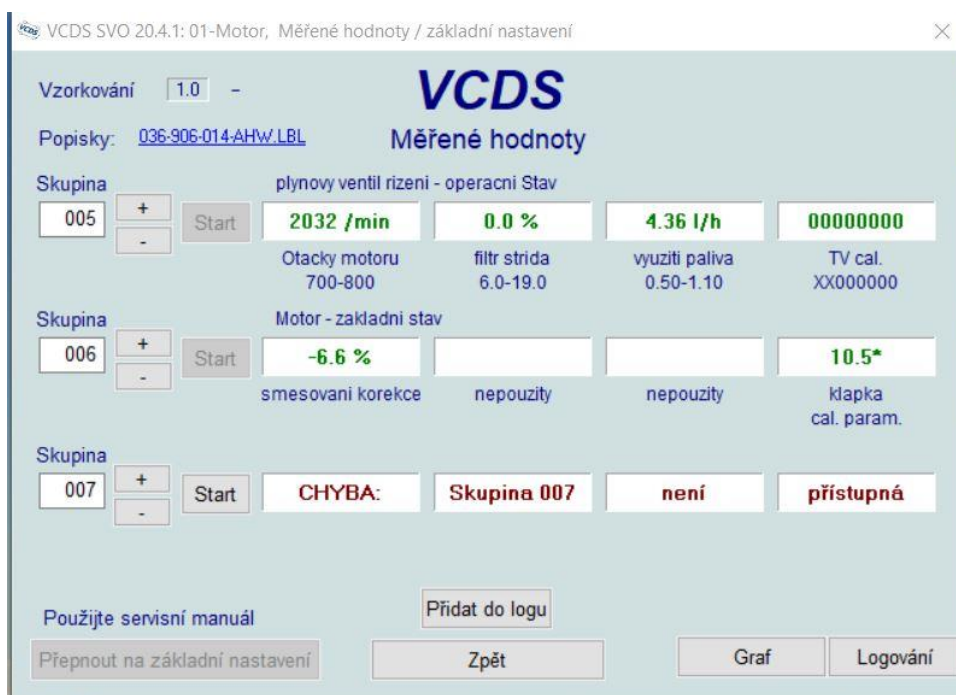 VCDS SVO 20.4.1: 01-Motor, Měřené hodnoty / základní nastavení
Vzorkování 1.0 -
VCDS
Popisky: 036-906-014-AHW.LBL
Měřené hodnoty
Skupina
plynovy ventil rizeni - operacni Stav
005 + - Start 2032 /min 0.0 % 4.36 l/h 00000000
Otacky motoru filtr strida vyuziti paliva TV cal.
700-800 6.0-19.0 0.50-1.10 XX000000
Skupina
Motor - zakladni stav
006 + - Start -6.6 % 10.5*
smesovani korekce nepouzity nepouzity klapka
cal. param.
Skupina
007 + - Start CHYBA: Skupina 007 není přístupná
Použijte servisní manuál
Přidat do logu
Přepnout na základní nastavení Zpět Graf Logování